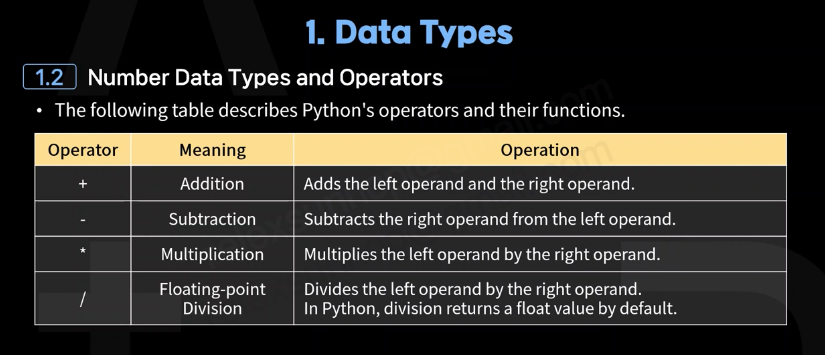 1. Data Types
1.2 Number Data Types and Operators
• The following table describes Python's operators and their functions.
Operator Meaning Operation
+ Addition Adds the left operand and the right operand.
- Subtraction Subtracts the right operand from the left operand.
* Multiplication Multiplies the left operand by the right operand.
/ Floating-point Division Divides the left operand by the right operand.
In Python, division returns a float value by default.